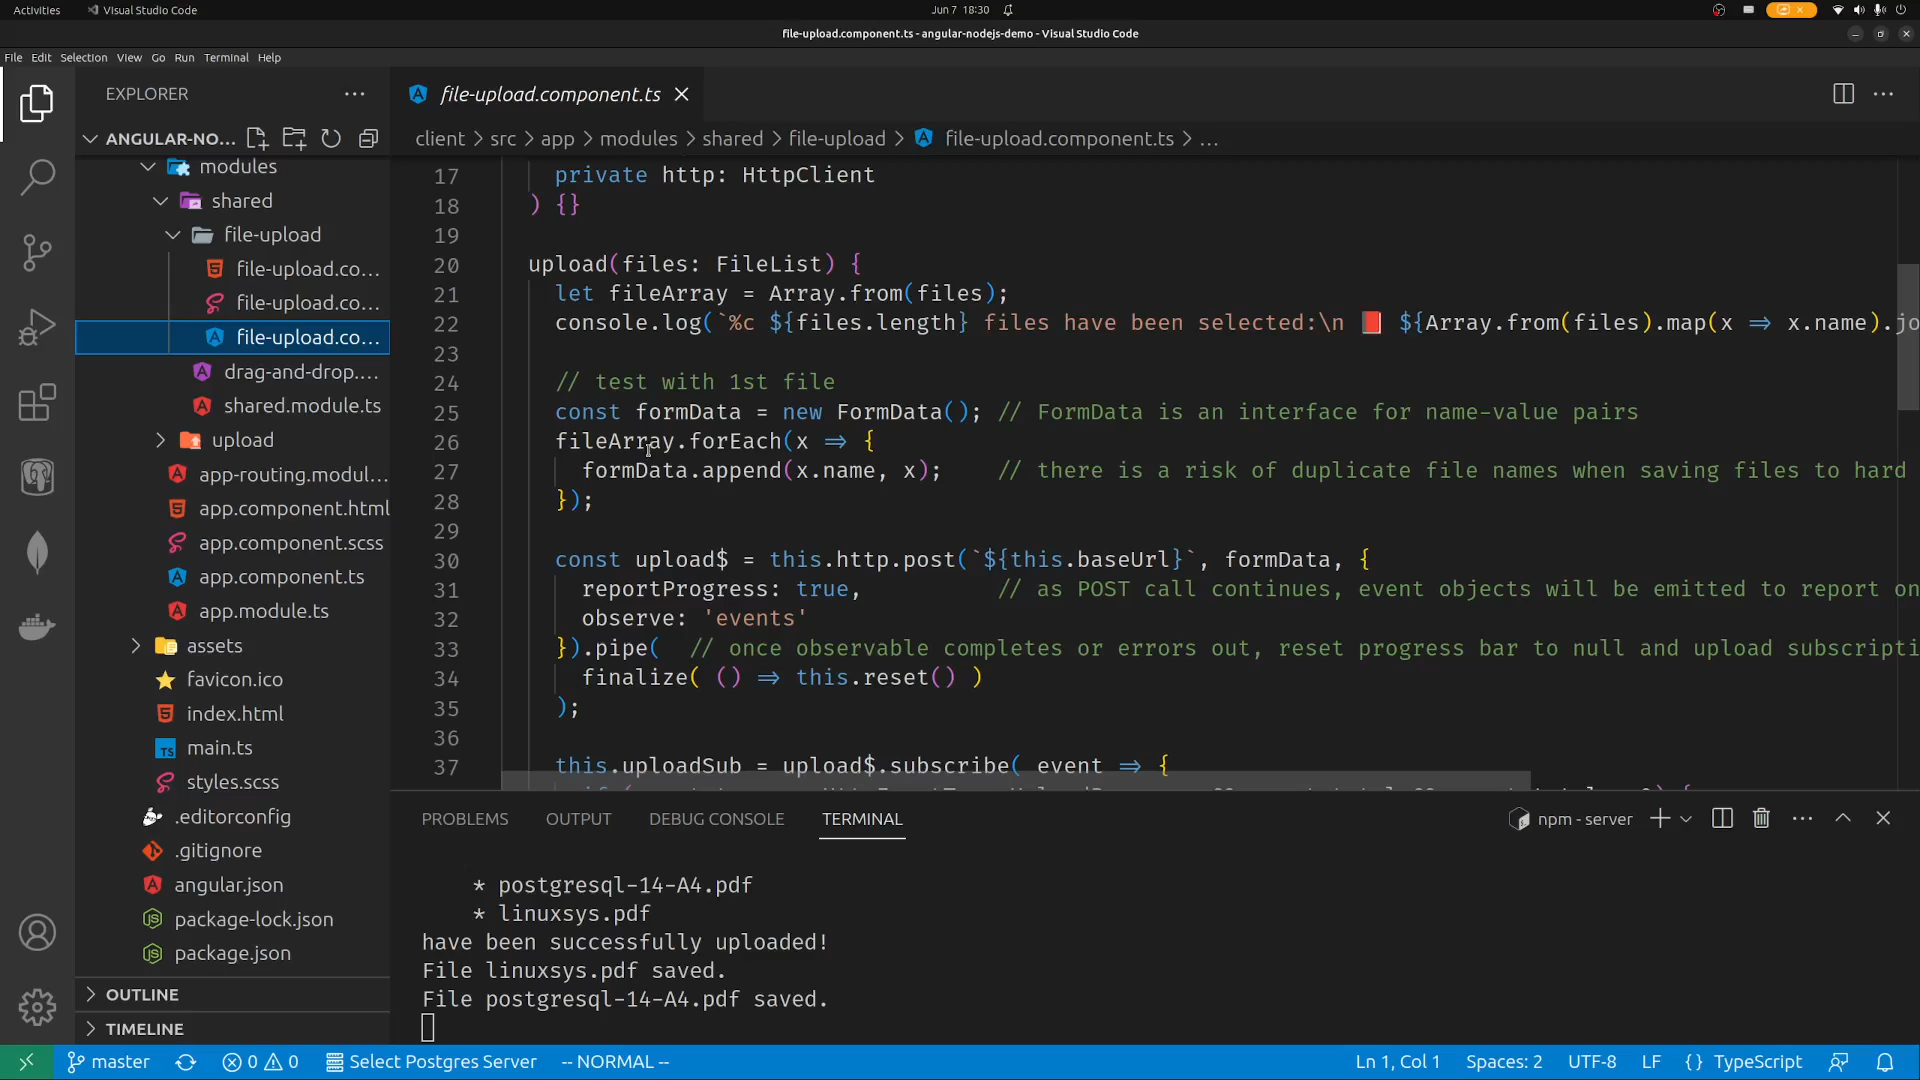 Activities
Visual Studio Code
Jun 7 18:30
file-upload.component.ts - angular-nodejs-demo - Visual Studio Code
File Edit Selection View Go Run Terminal Help
EXPLORER
ANGULAR-NO...
modules
shared
file-upload
file-upload.co...
file-upload.co...
file-upload.co...
drag-and-drop....
shared.module.ts
upload
app-routing.modul...
app.component.html
app.component.scss
app.component.ts
app.module.ts
assets
favicon.ico
index.html
main.ts
styles.scss
.editorconfig
.gitignore
angular.json
package-lock.json
package.json
OUTLINE
TIMELINE
file-upload.component.ts
client > src > app > modules > shared > file-upload > file-upload.component.ts > ...
17 private http: HttpClient
18 ) {}
19
20 upload(files: FileList) {
21 let fileArray = Array.from(files);
22 console.log(`%c ${files.length} files have been selected:\n 📕 ${Array.from(files).map(x => x.name).jo
23
24 // test with 1st file
25 const formData = new FormData(); // FormData is an interface for name-value pairs
26 fileArray.forEach(x => {
27 formData.append(x.name, x); // there is a risk of duplicate file names when saving files to hard
28 });
29
30 const upload$ = this.http.post(`${this.baseUrl}`, formData, {
31 reportProgress: true, // as POST call continues, event objects will be emitted to report on
32 observe: 'events'
33 }).pipe( // once observable completes or errors out, reset progress bar to null and upload subscripti
34 finalize( () => this.reset() )
35 );
36
37 this.uploadSub = upload$.subscribe( event => {
PROBLEMS OUTPUT DEBUG CONSOLE TERMINAL
npm - server
* postgresql-14-A4.pdf
* linuxsys.pdf
have been successfully uploaded!
File linuxsys.pdf saved.
File postgresql-14-A4.pdf saved.
master 0 0 Select Postgres Server -- NORMAL -- Ln 1, Col 1 Spaces: 2 UTF-8 LF {} TypeScript